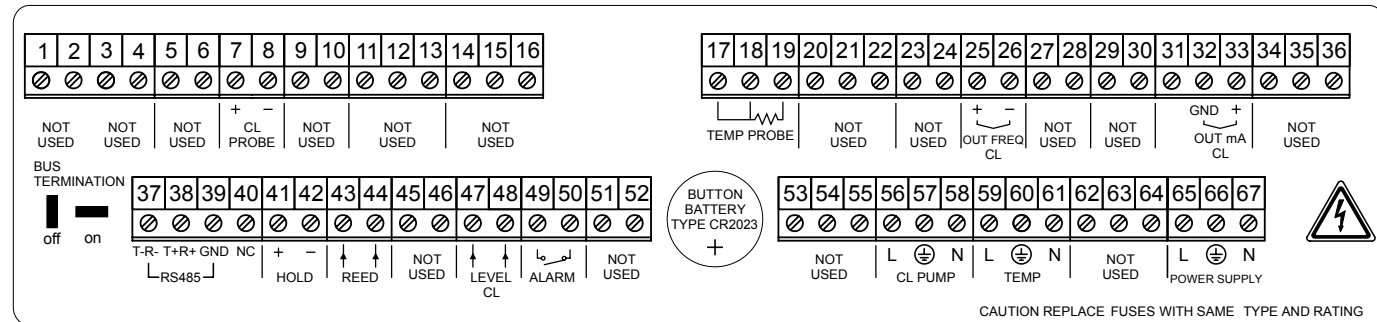 1 2 3 4 5 6 7 8 9 10 11 12 13 14 15 16
17 18 19 20 21 22 23 24 25 26 27 28 29 30 31 32 33 34 35 36
+ − + − GND +
NOT NOT NOT CL NOT NOT NOT
USED USED USED PROBE USED USED USED
TEMP PROBE NOT NOT OUT FREQ NOT NOT OUT mA NOT
USED USED CL USED USED CL USED
BUS
TERMINATION
off on
37 38 39 40 41 42 43 44 45 46 47 48 49 50 51 52
T-R- T+R+ GND NC + −
RS485 HOLD REED NOT LEVEL ALARM NOT
USED CL USED
BUTTON
BATTERY
TYPE CR2023
+
53 54 55 56 57 58 59 60 61 62 63 64 65 66 67
L N L N L N
NOT CL PUMP TEMP NOT POWER SUPPLY
USED USED
CAUTION REPLACE FUSES WITH SAME TYPE AND RATING